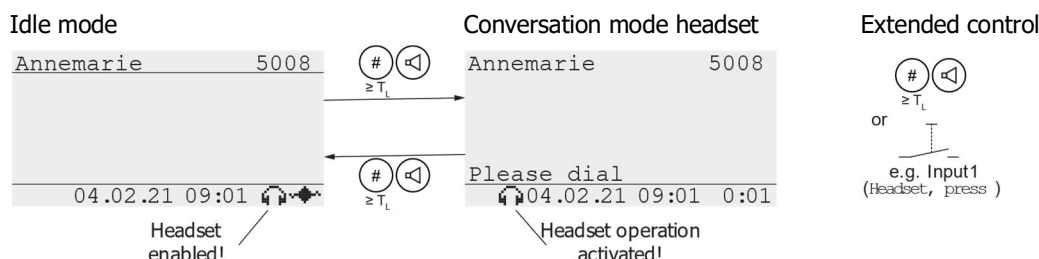 Idle mode
Conversation mode headset
Extended control
Annemarie 5008
# 
≥ TL
Annemarie 5008
#
≥ TL
or
Please dial
#
≥ TL
e.g. Input1
(Headset, press )
04.02.21 09:01
04.02.21 09:01 0:01
Headset
enabled!
Headset operation
activated!